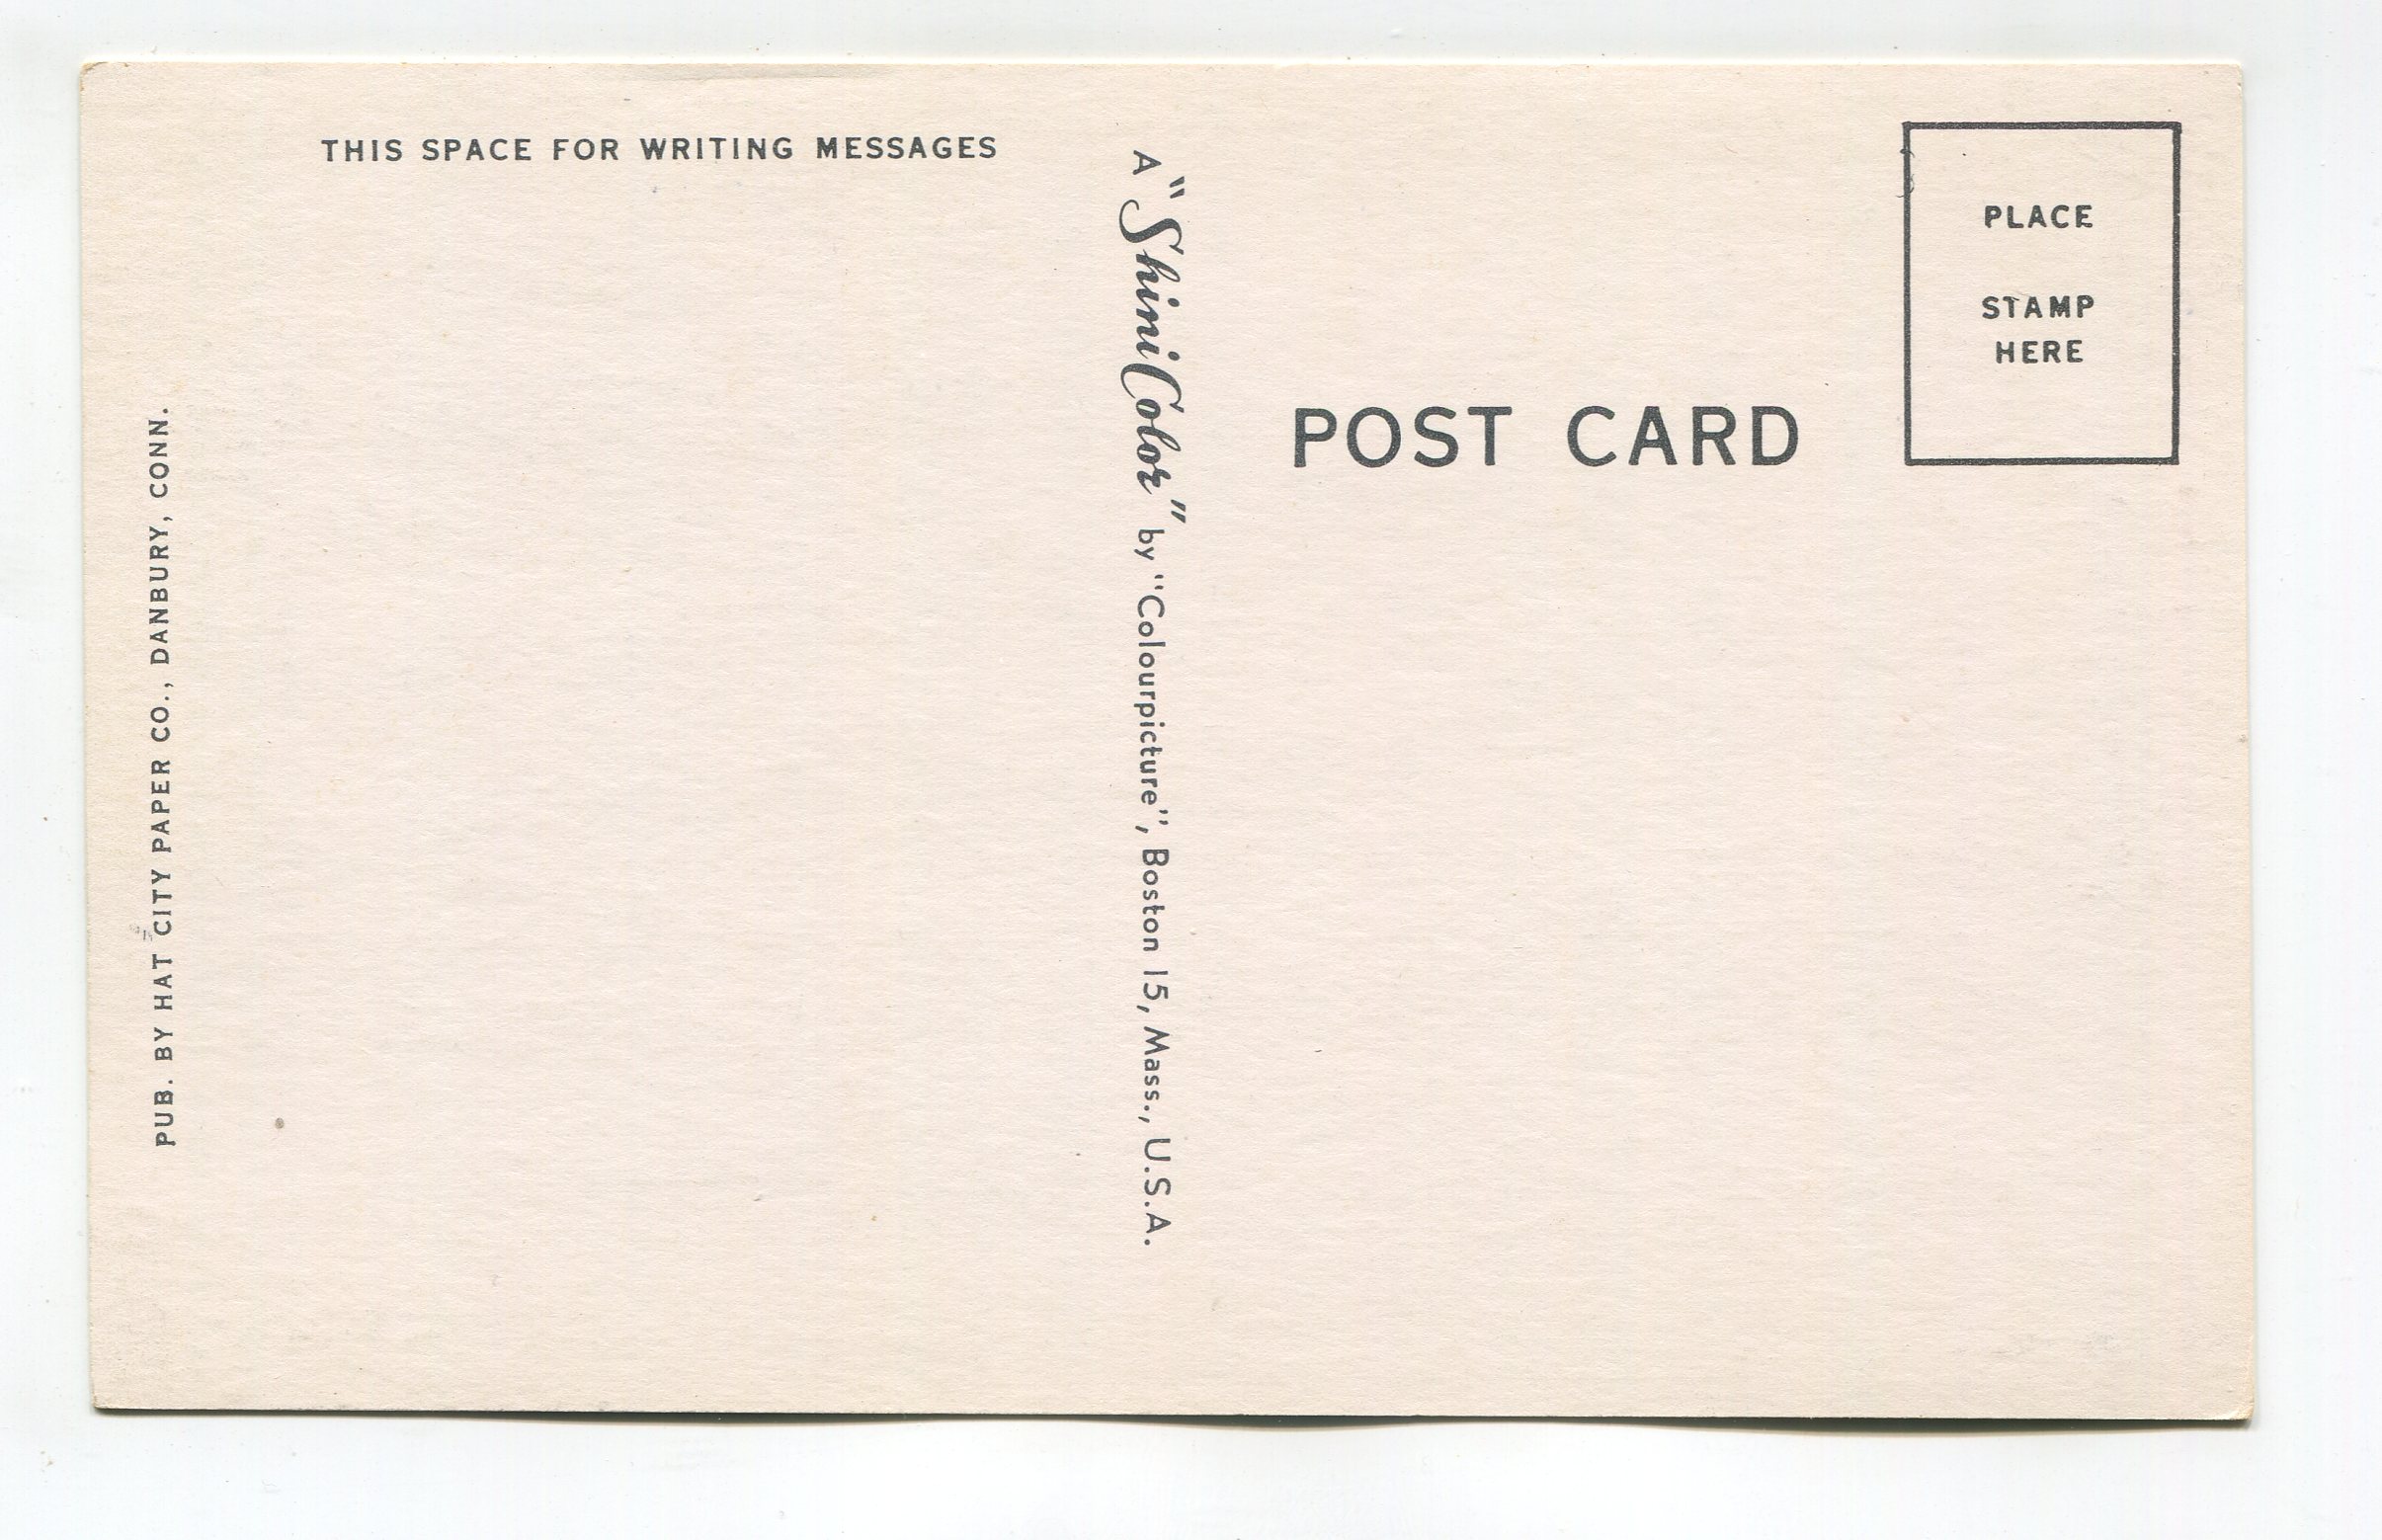 THIS SPACE FOR WRITING MESSAGES
PUB. BY HAT CITY PAPER CO., DANBURY, CONN.
A "ShiniColor" by "Colourpicture", Boston 15, Mass., U.S.A.
POST CARD
PLACE
STAMP
HERE